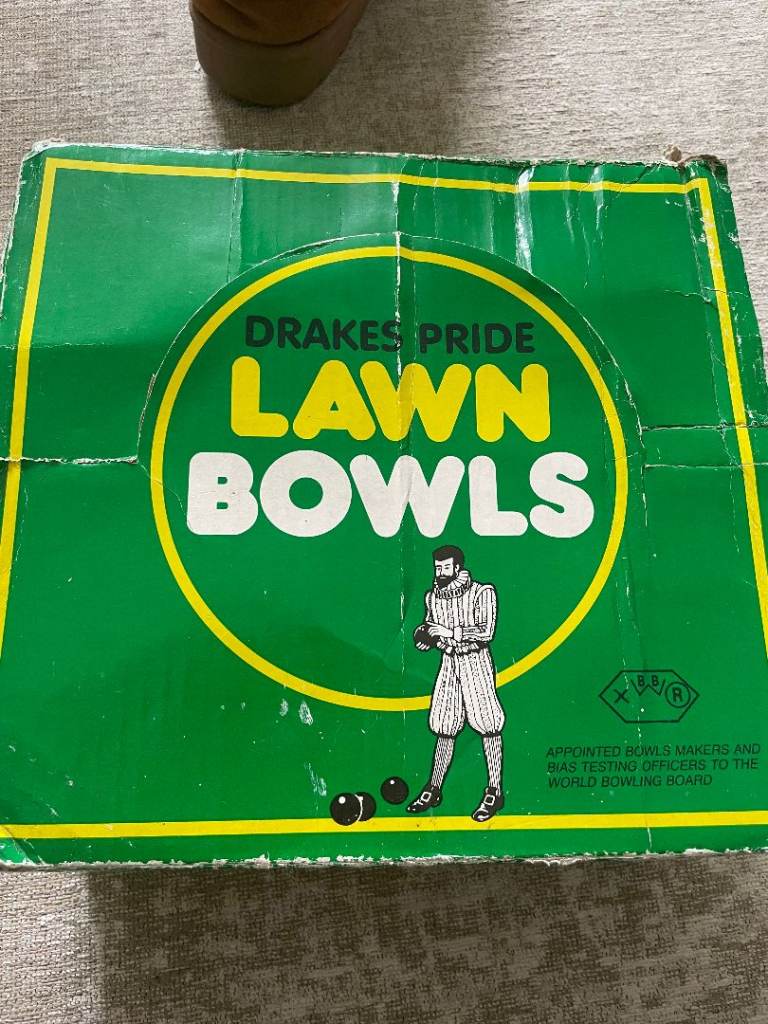 DRAKES PRIDE
LAWN
BOWLS
X W B B R
APPOINTED BOWLS MAKERS AND
BIAS TESTING OFFICERS TO THE
WORLD BOWLING BOARD